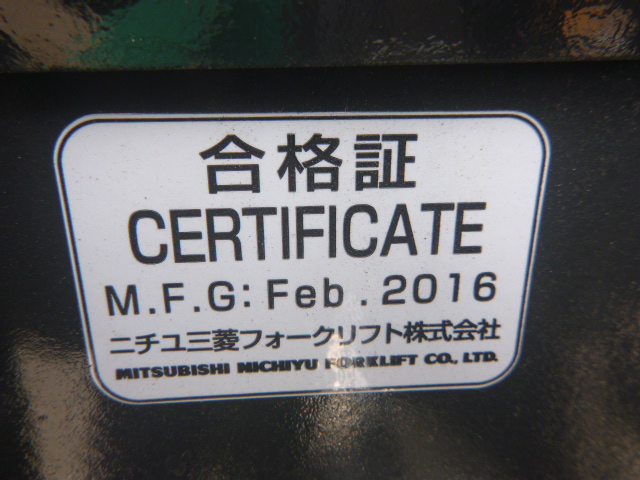 合格証
CERTIFICATE
M.F.G: Feb. 2016
ニチユ三菱フォークリフト株式会社
MITSUBISHI NICHIYU FORKLIFT CO., LTD.